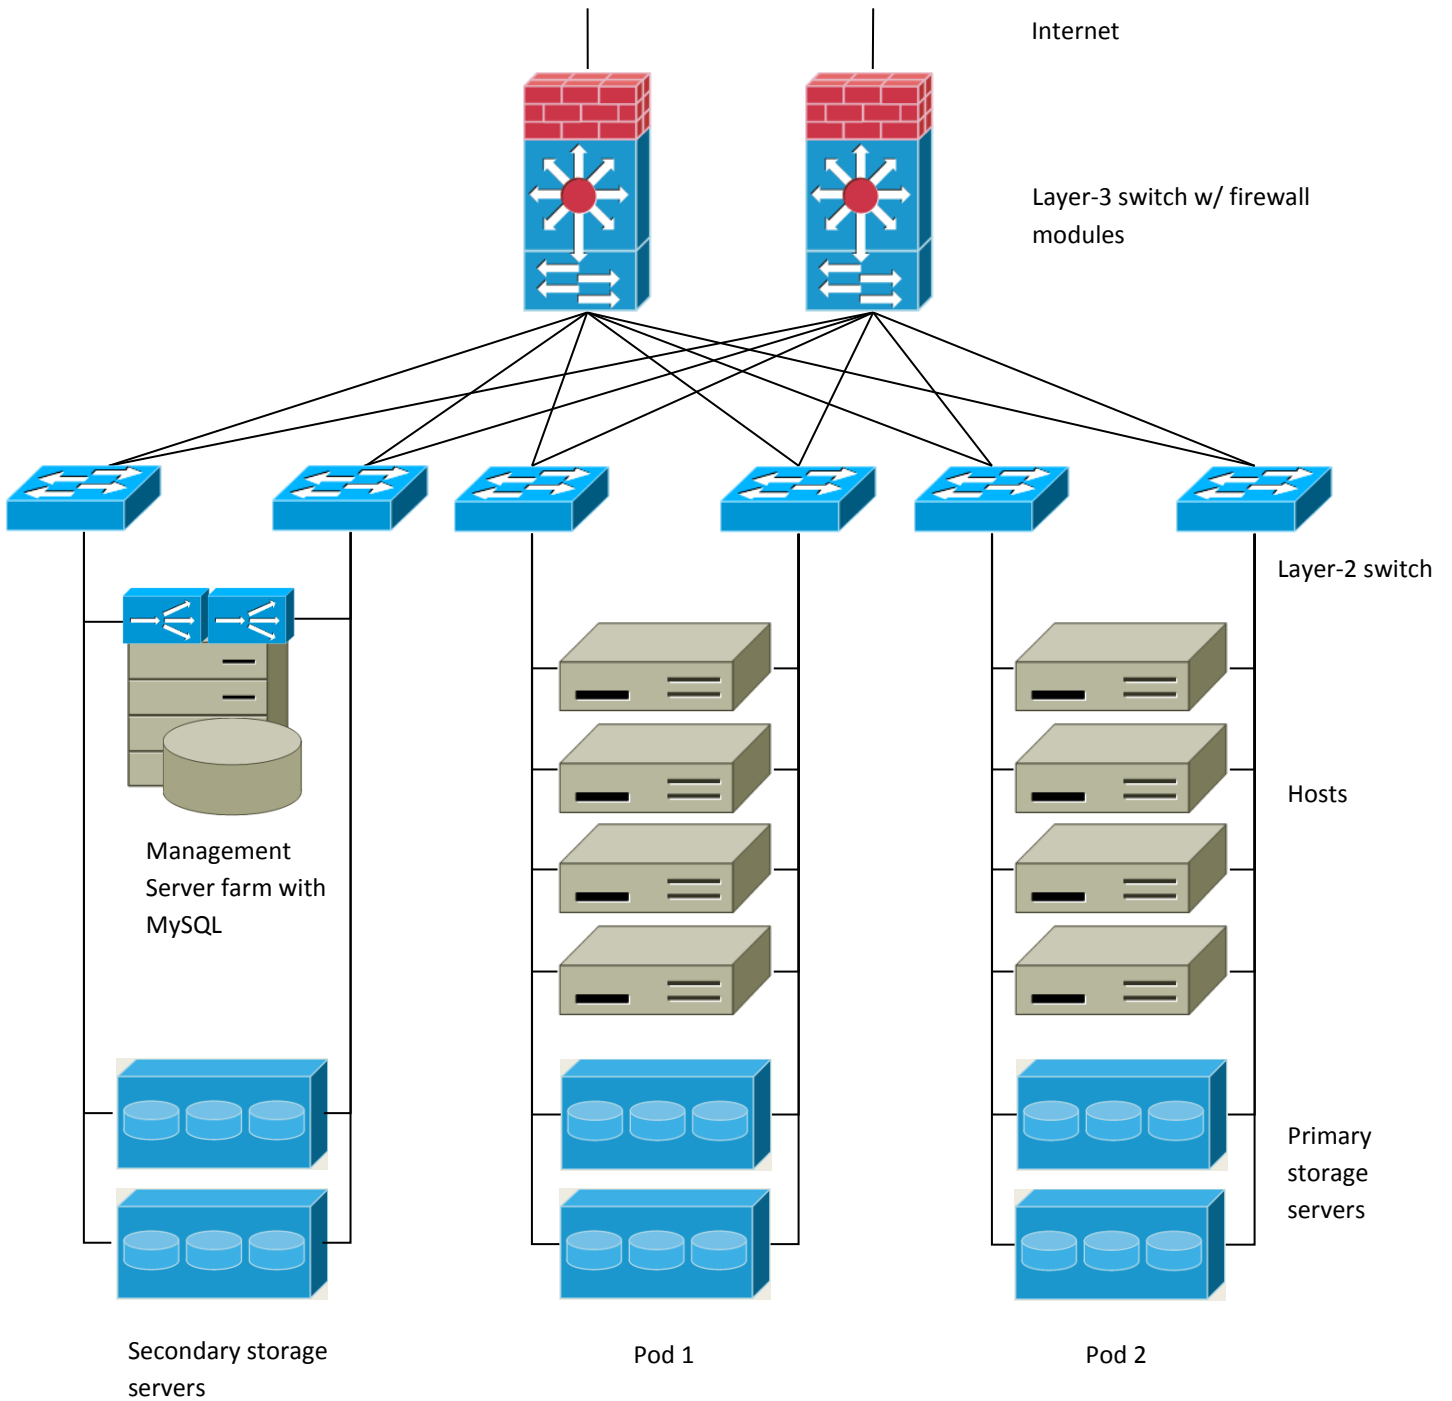 Internet
Layer-3 switch w/ firewall
modules
Layer-2 switch
Hosts
Management
Server farm with
MySQL
Primary
storage
servers
Secondary storage
servers
Pod 1
Pod 2